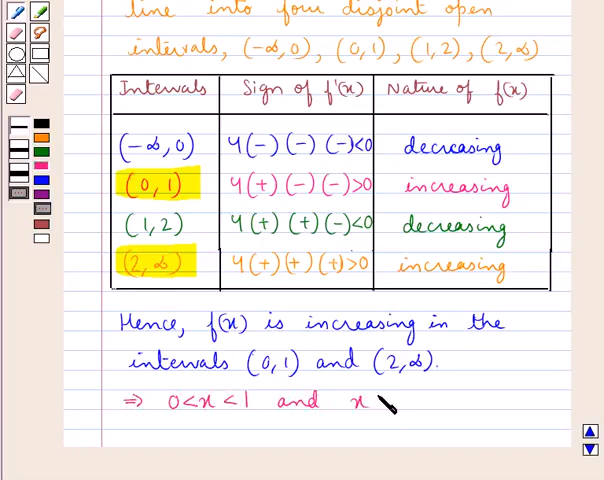 line into four disjoint open
intervals, (-∞,0), (0,1), (1,2), (2,∞)
Intervals Sign of f'(x) Nature of f(x)
(-∞,0) 4(-)(-)(-)<0 decreasing
(0,1) 4(+)(-)(-)>0 increasing
(1,2) 4(+)(+)(-)<0 decreasing
(2,∞) 4(+)(+)(+)>0 increasing
Hence, f(x) is increasing in the
intervals (0,1) and (2,∞).
⇒ 0<x<1 and x